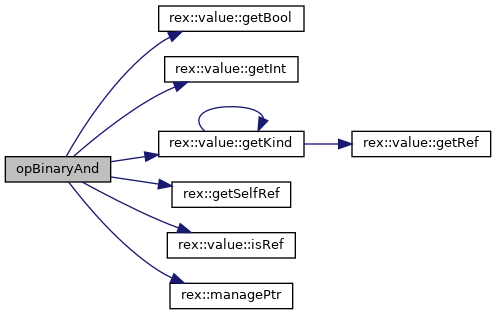 rex::value::getBool
rex::value::getInt
rex::value::getKind
rex::value::getRef
opBinaryAnd
rex::getSelfRef
rex::value::isRef
rex::managePtr